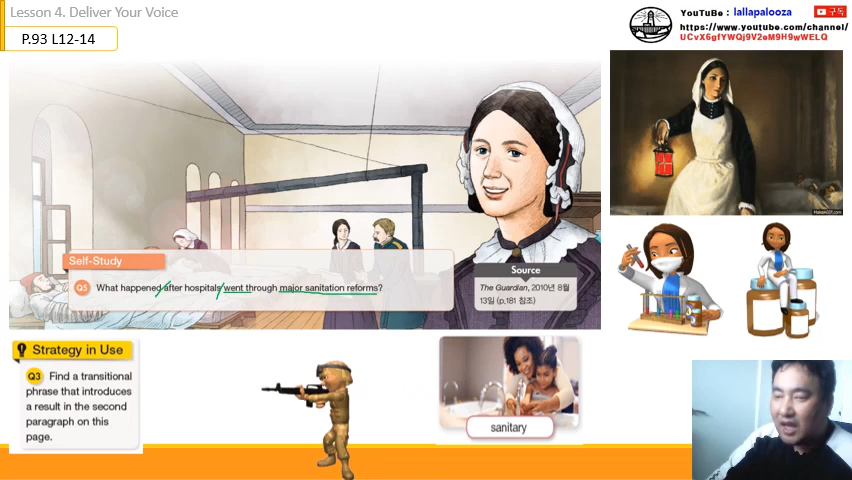 Lesson 4. Deliver Your Voice
P.93 L12-14
YouTuBe : lallapalooza
구독
https://www.youtube.com/channel/
UCvX6gfYWQj9V2eM9H9wWELQ
Self-Study
Q5 What happened after hospitals went through major sanitation reforms?
Source
The Guardian, 2010년 8월
13일 (p.181 참조)
MakeAGIF.com
Strategy in Use
Q3 Find a transitional
phrase that introduces
a result in the second
paragraph on this
page.
sanitary